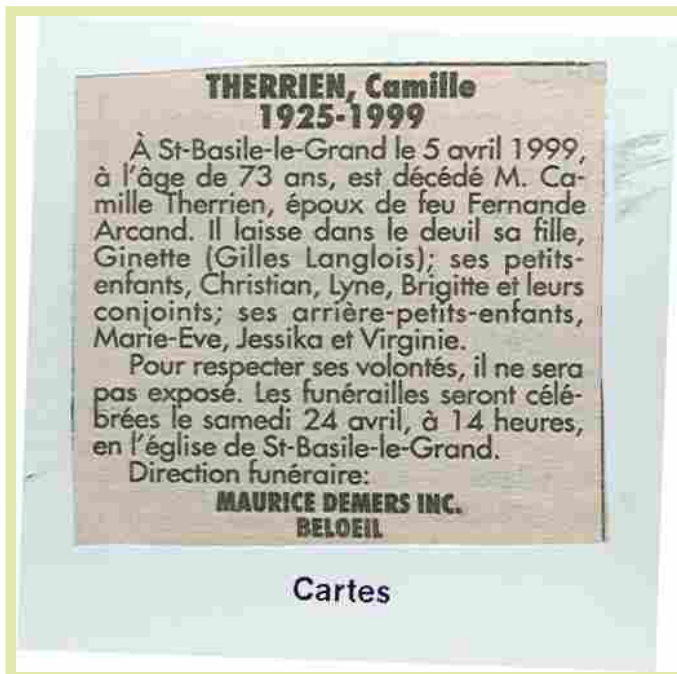 THERRIEN, Camille
1925-1999
À St-Basile-le-Grand le 5 avril 1999,
à l'âge de 73 ans, est décédé M. Ca-
mille Therrien, époux de feu Fernande
Arcand. Il laisse dans le deuil sa fille,
Ginette (Gilles Langlois); ses petits-
enfants, Christian, Lyne, Brigitte et leurs
conjoints; ses arrière-petits-enfants,
Marie-Eve, Jessika et Virginie.
Pour respecter ses volontés, il ne sera
pas exposé. Les funérailles seront célé-
brées le samedi 24 avril, à 14 heures,
en l'église de St-Basile-le-Grand.
Direction funéraire:
MAURICE DEMERS INC.
BELOEIL
Cartes